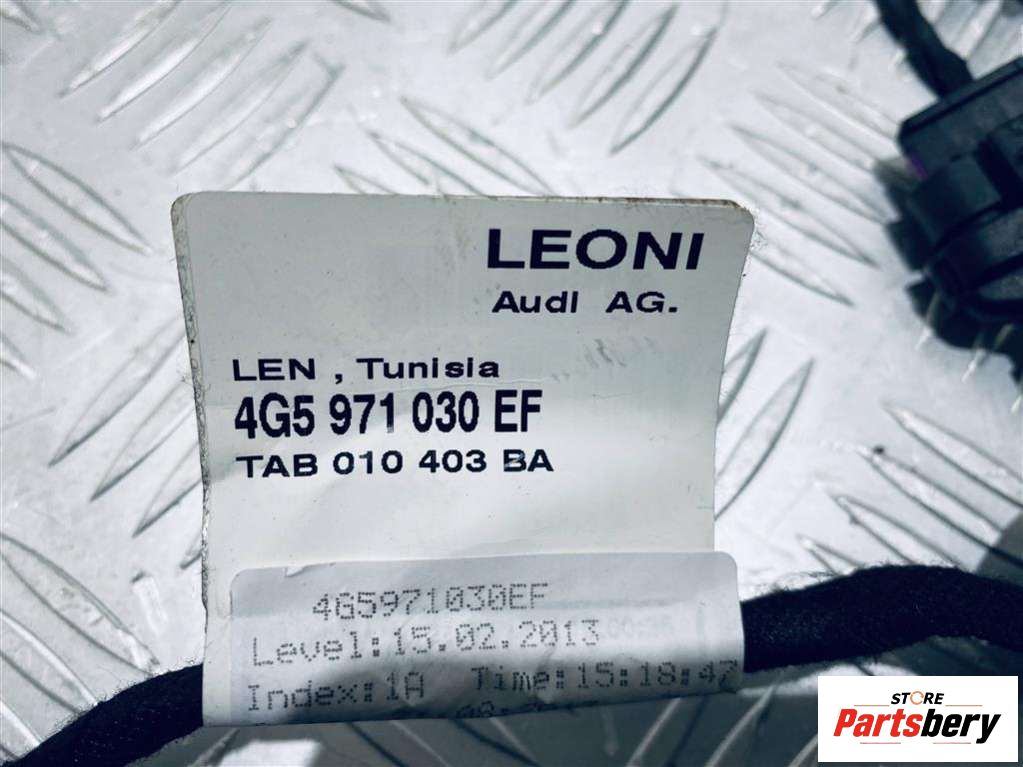 LEONI
Audi AG.
LEN , Tunisia
4G5 971 030 EF
TAB 010 403 BA
4G5971030EF
Level:15.02.2013
Index:1A Time:15:18:47
STORE
Partsbery